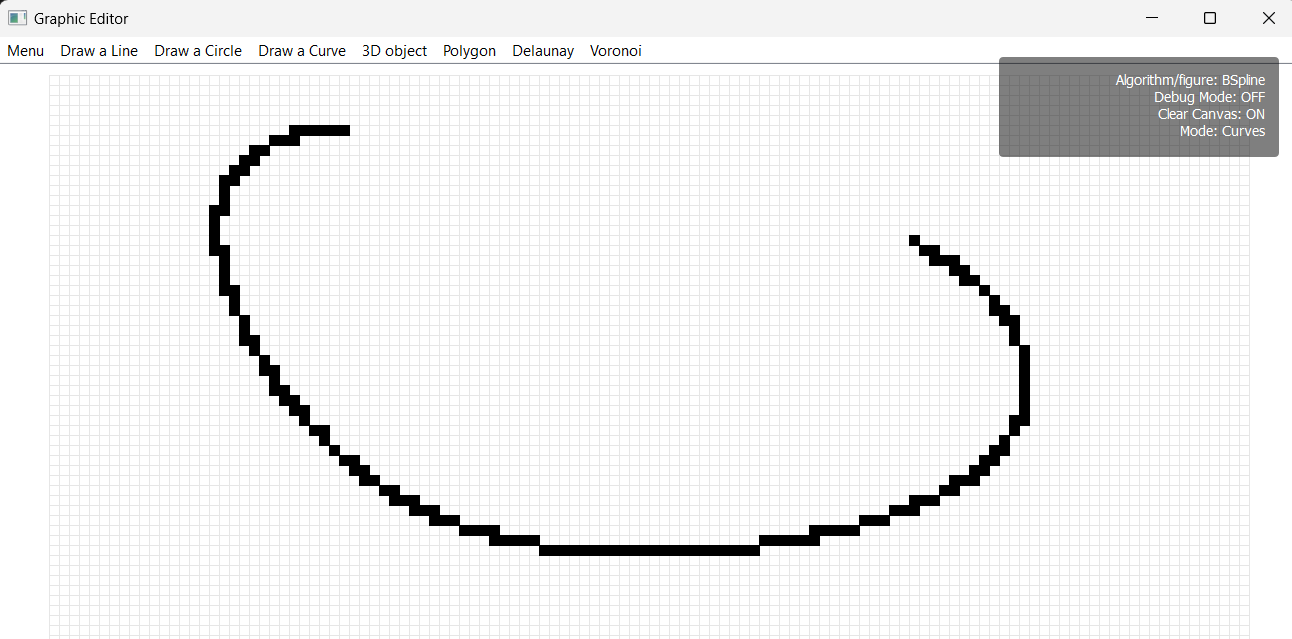 Graphic Editor
Menu Draw a Line Draw a Circle Draw a Curve 3D object Polygon Delaunay Voronoi
Algorithm/figure: BSpline
Debug Mode: OFF
Clear Canvas: ON
Mode: Curves